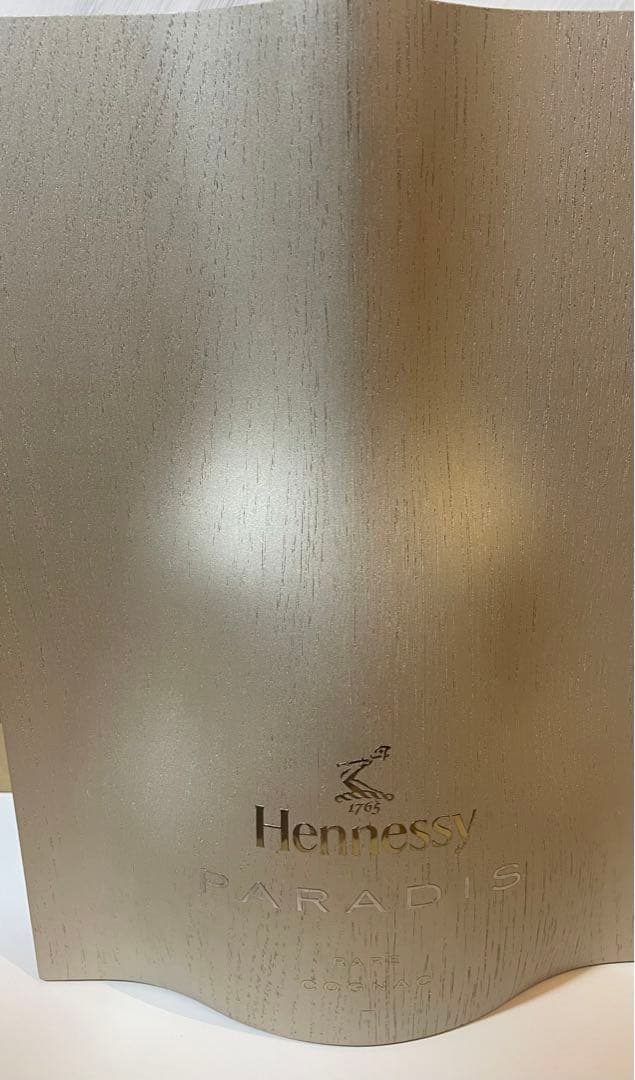 1765
Hennessy
PARADIS
RARE
COGNAC